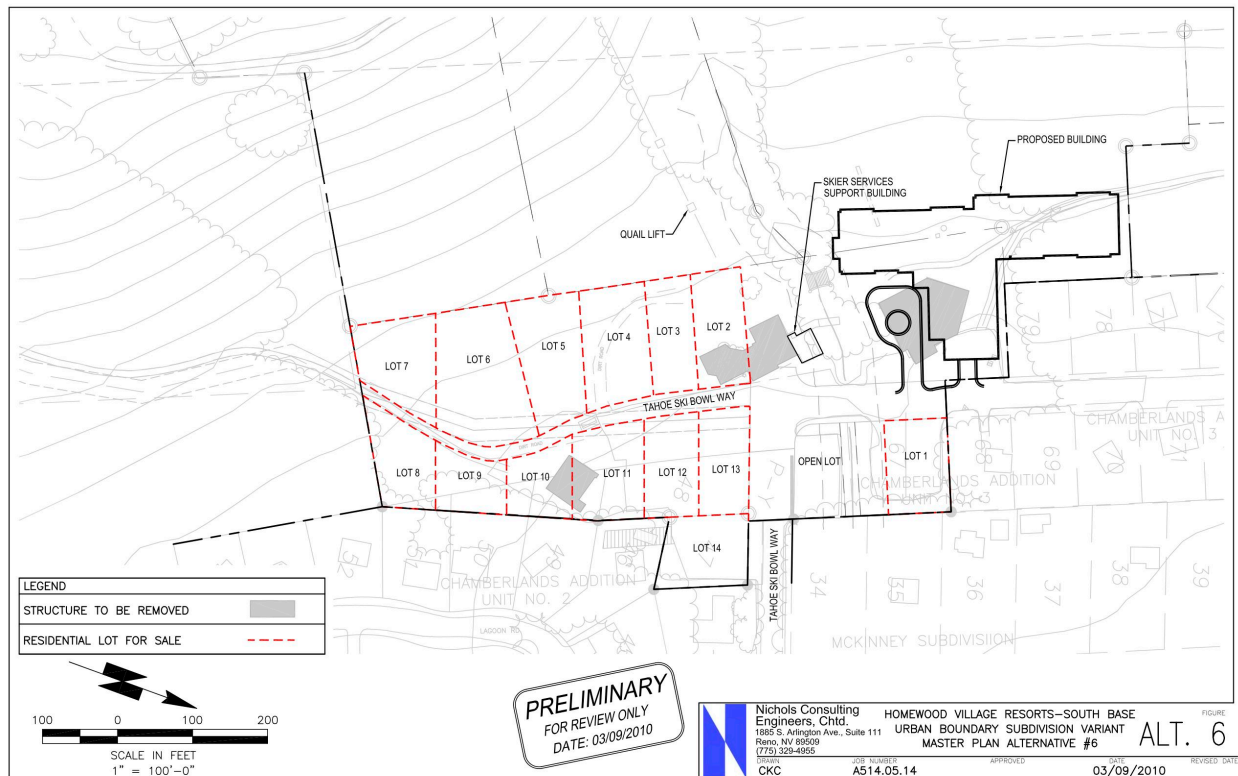 PROPOSED BUILDING
SKIER SERVICES
SUPPORT BUILDING
QUAIL LIFT
LOT 2
LOT 3
LOT 4
LOT 5
LOT 6
LOT 7
TAHOE SKI BOWL WAY
LOT 8
LOT 9
LOT 10
LOT 11
LOT 12
LOT 13
OPEN LOT
LOT 1
LOT 14
TAHOE SKI BOWL WAY
CHAMBERLANDS A
UNIT NO. 3
CHAMBERLANDS ADDITION
CHAMBERLANDS ADDITION
UNIT NO. 2
LAGOON RD
MCKINNEY SUBDIVISIION
79
78
77
71
70
69
68
67
52
51
50
49
48
34
35
36
37
38
39
LEGEND
STRUCTURE TO BE REMOVED
RESIDENTIAL LOT FOR SALE
100 0 100 200
SCALE IN FEET
1" = 100'-0"
PRELIMINARY
FOR REVIEW ONLY
DATE: 03/09/2010
Nichols Consulting
Engineers, Chtd.
1885 S. Arlington Ave., Suite 111
Reno, NV 89509
(775) 329-4955
HOMEWOOD VILLAGE RESORTS-SOUTH BASE
URBAN BOUNDARY SUBDIVISION VARIANT
MASTER PLAN ALTERNATIVE #6
FIGURE
ALT. 6
DRAWN
CKC
JOB NUMBER
A514.05.14
APPROVED
DATE
03/09/2010
REVISED DATE